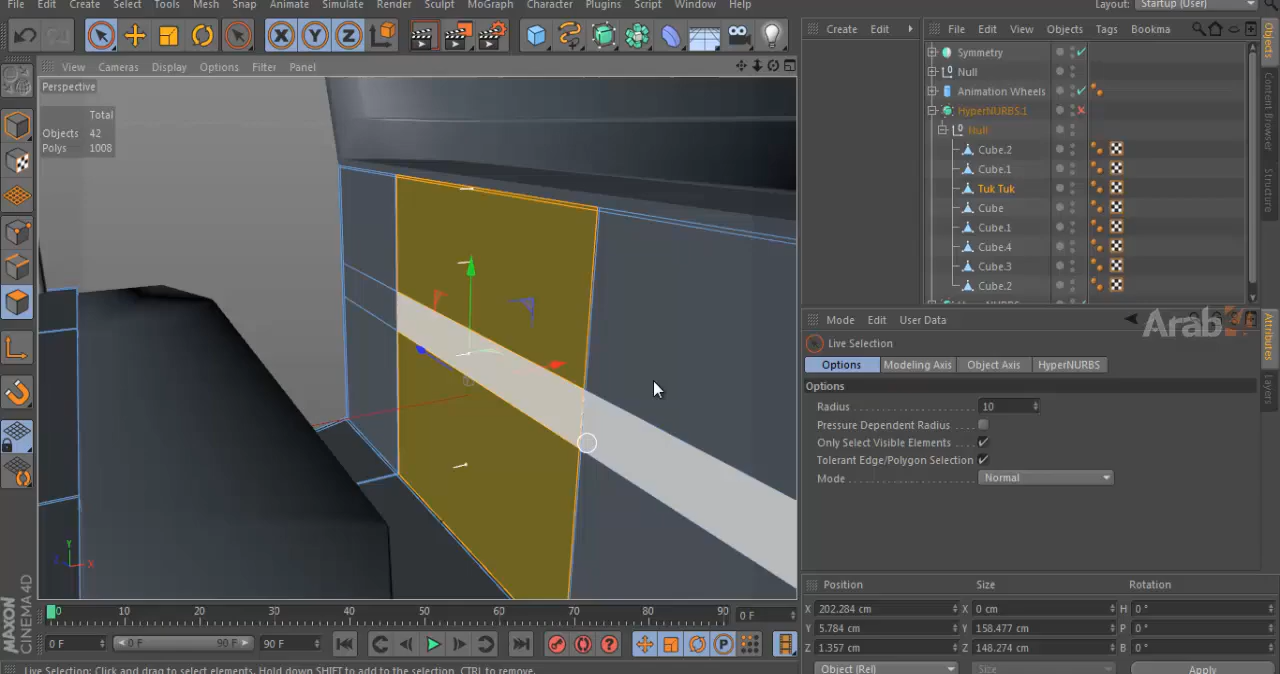 File Edit Create Select Tools Mesh Snap Animate Simulate Render Sculpt MoGraph Character Plugins Script Window Help Layout: Startup (User)
View Cameras Display Options Filter Panel
Perspective
Total
Objects 42
Polys 1008
Create Edit
File Edit View Objects Tags Bookma
Symmetry
Null
Animation Wheels
HyperNURBS.1
Null
Cube.2
Cube.1
Tuk Tuk
Cube
Cube.1
Cube.4
Cube.3
Cube.2
Objects
Content Browser
Structure
Mode Edit User Data
Arab
Live Selection
Options Modeling Axis Object Axis HyperNURBS
Options
Radius 10
Pressure Dependent Radius
Only Select Visible Elements
Tolerant Edge/Polygon Selection
Mode Normal
Attributes
Layers
Y
X
0 10 20 30 40 50 60 70 80 90 0 F
0 F 0 F 90 F 90 F
Position Size Rotation
X 202.284 cm X 0 cm H 0 °
Y 5.784 cm Y 158.477 cm P 0 °
Z 1.357 cm Z 148.274 cm B 0 °
Object (Rel) Size Apply
MAXON
CINEMA 4D
Live Selection: Click and drag to select elements. Hold down SHIFT to add to the selection, CTRL to remove.